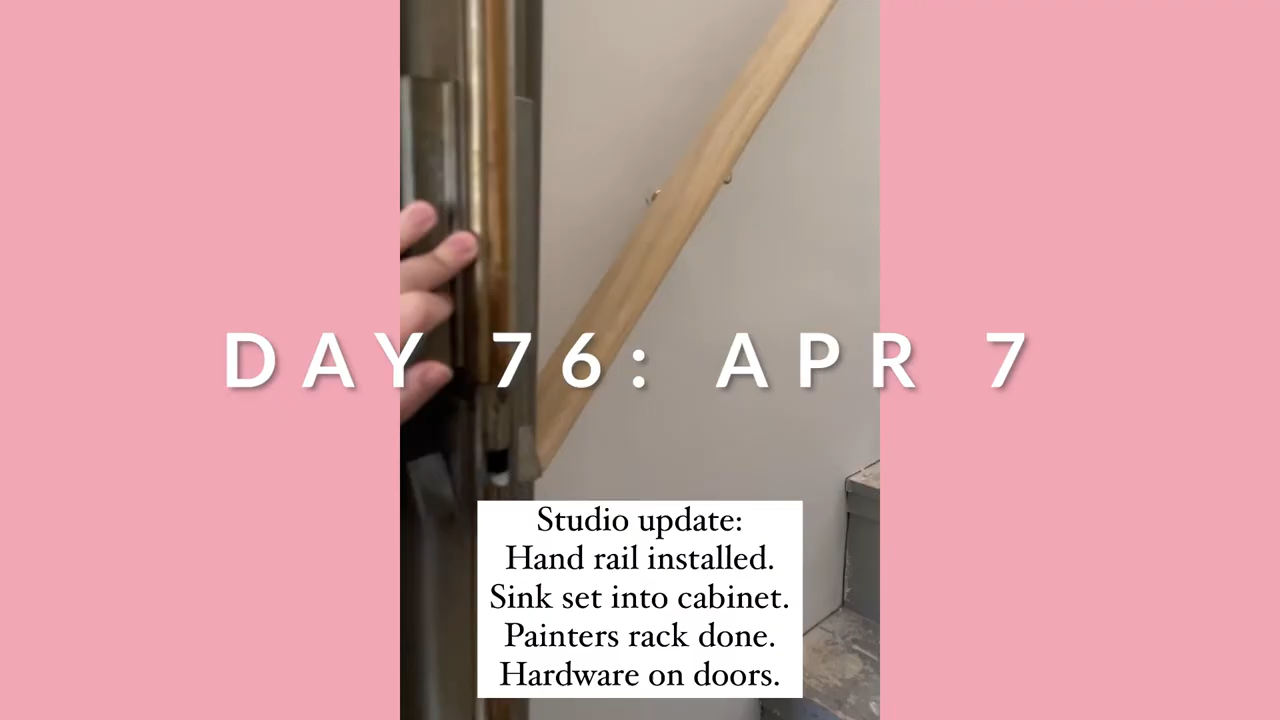 DAY 76: APR 7
Studio update:
Hand rail installed.
Sink set into cabinet.
Painters rack done.
Hardware on doors.